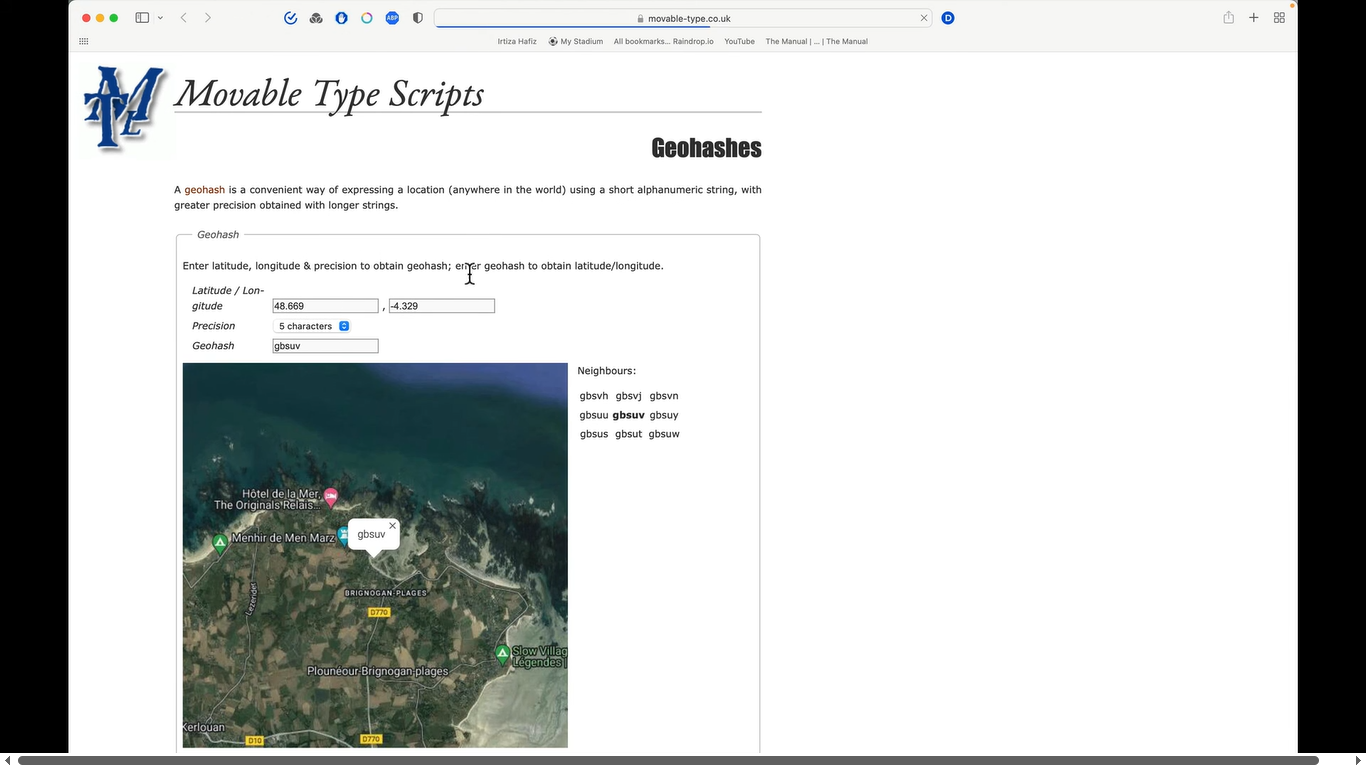 ABP
movable-type.co.uk
D
Irtiza Hafiz
My Stadium
All bookmarks... Raindrop.io
YouTube
The Manual | ... | The Manual
MTL
Movable Type Scripts
Geohashes
A geohash is a convenient way of expressing a location (anywhere in the world) using a short alphanumeric string, with
greater precision obtained with longer strings.
Geohash
Enter latitude, longitude & precision to obtain geohash; enter geohash to obtain latitude/longitude.
Latitude / Lon-
gitude 48.669 , -4.329
Precision 5 characters
Geohash gbsuv
Neighbours:
gbsvh gbsvj gbsvn
gbsuu gbsuv gbsuy
gbsus gbsut gbsuw
Hôtel de la Mer,
The Originals Relais...
gbsuv
Menhir de Men Marz
Lezerdet
BRIGNOGAN-PLAGES
D770
Slow Villag
Légendes
Plounéour-Brignogan-plages
Kerlouan
D10
D770